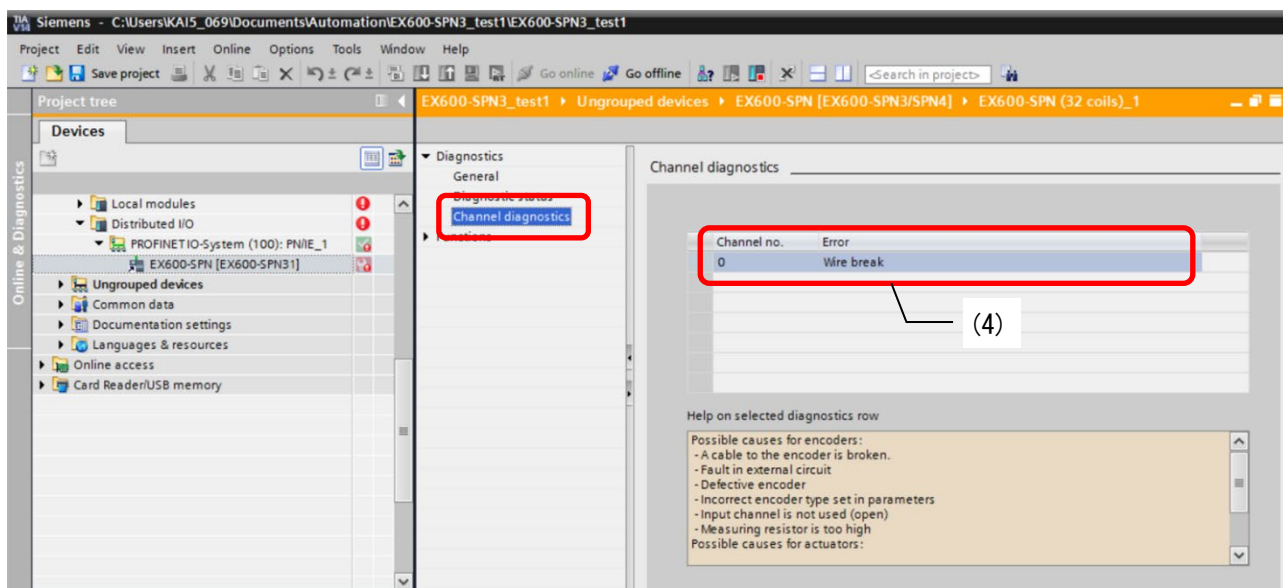 TIA V14 Siemens - C:\Users\KAI5_069\Documents\Automation\EX600-SPN3_test1\EX600-SPN3_test1
Project Edit View Insert Online Options Tools Window Help
Save project Go online Go offline <Search in project>
Project tree
EX600-SPN3_test1 ▸ Ungrouped devices ▸ EX600-SPN [EX600-SPN3/SPN4] ▸ EX600-SPN (32 coils)_1
Devices
Online & Diagnostics
Local modules
Distributed I/O
PROFINET IO-System (100): PN/IE_1
EX600-SPN [EX600-SPN31]
Ungrouped devices
Common data
Documentation settings
Languages & resources
Online access
Card Reader/USB memory
Diagnostics
General
Diagnostic status
Channel diagnostics
Functions
Channel diagnostics
Channel no. Error
0 Wire break
(4)
Help on selected diagnostics row
Possible causes for encoders:
- A cable to the encoder is broken.
- Fault in external circuit
- Defective encoder
- Incorrect encoder type set in parameters
- Input channel is not used (open)
- Measuring resistor is too high
Possible causes for actuators: